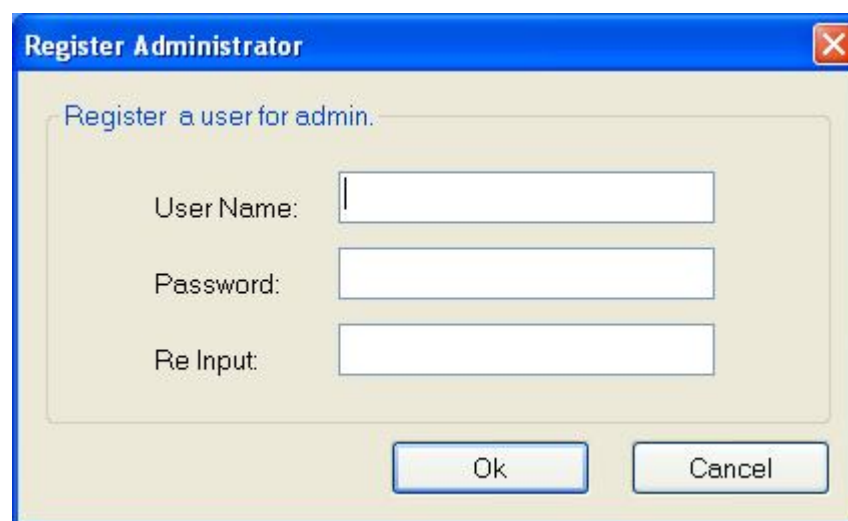 Register Administrator
Register a user for admin.
User Name:
Password:
Re Input:
Ok
Cancel